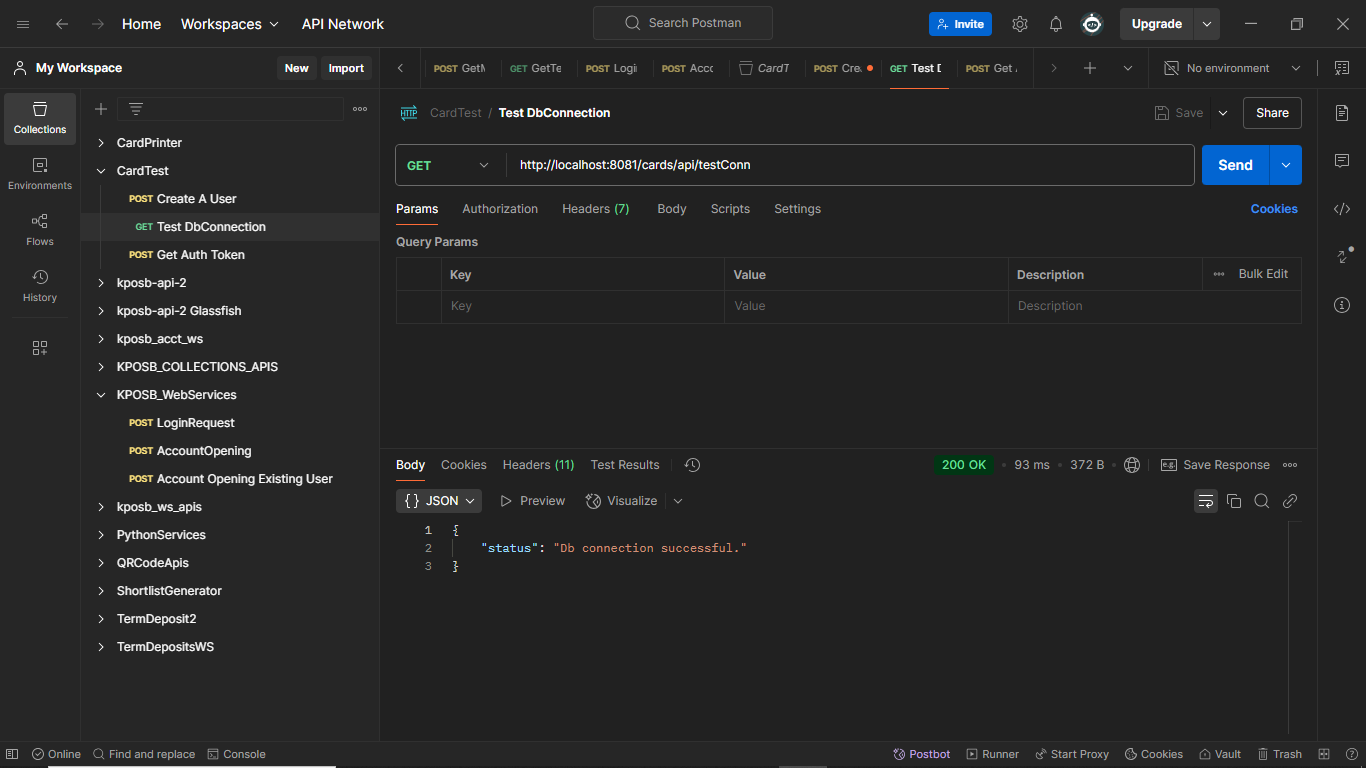 Home Workspaces API Network Search Postman Invite Upgrade
My Workspace New Import
POST GetM GET GetTe POST Logi POST Acco CardT POST Cre GET Test D POST Get No environment
Collections
Environments
Flows
History
CardPrinter
CardTest
POST Create A User
GET Test DbConnection
POST Get Auth Token
kposb-api-2
kposb-api-2 Glassfish
kposb_acct_ws
KPOSB_COLLECTIONS_APIS
KPOSB_WebServices
POST LoginRequest
POST AccountOpening
POST Account Opening Existing User
kposb_ws_apis
PythonServices
QRCodeApis
ShortlistGenerator
TermDeposit2
TermDepositsWS
HTTP CardTest / Test DbConnection Save Share
GET http://localhost:8081/cards/api/testConn Send
Params Authorization Headers (7) Body Scripts Settings Cookies
Query Params
Key Value Description Bulk Edit
Key Value Description
Body Cookies Headers (11) Test Results 200 OK 93 ms 372 B e.g. Save Response
{} JSON Preview Visualize
1 {
2 "status": "Db connection successful."
3 }
Online Find and replace Console Postbot Runner Start Proxy Cookies Vault Trash